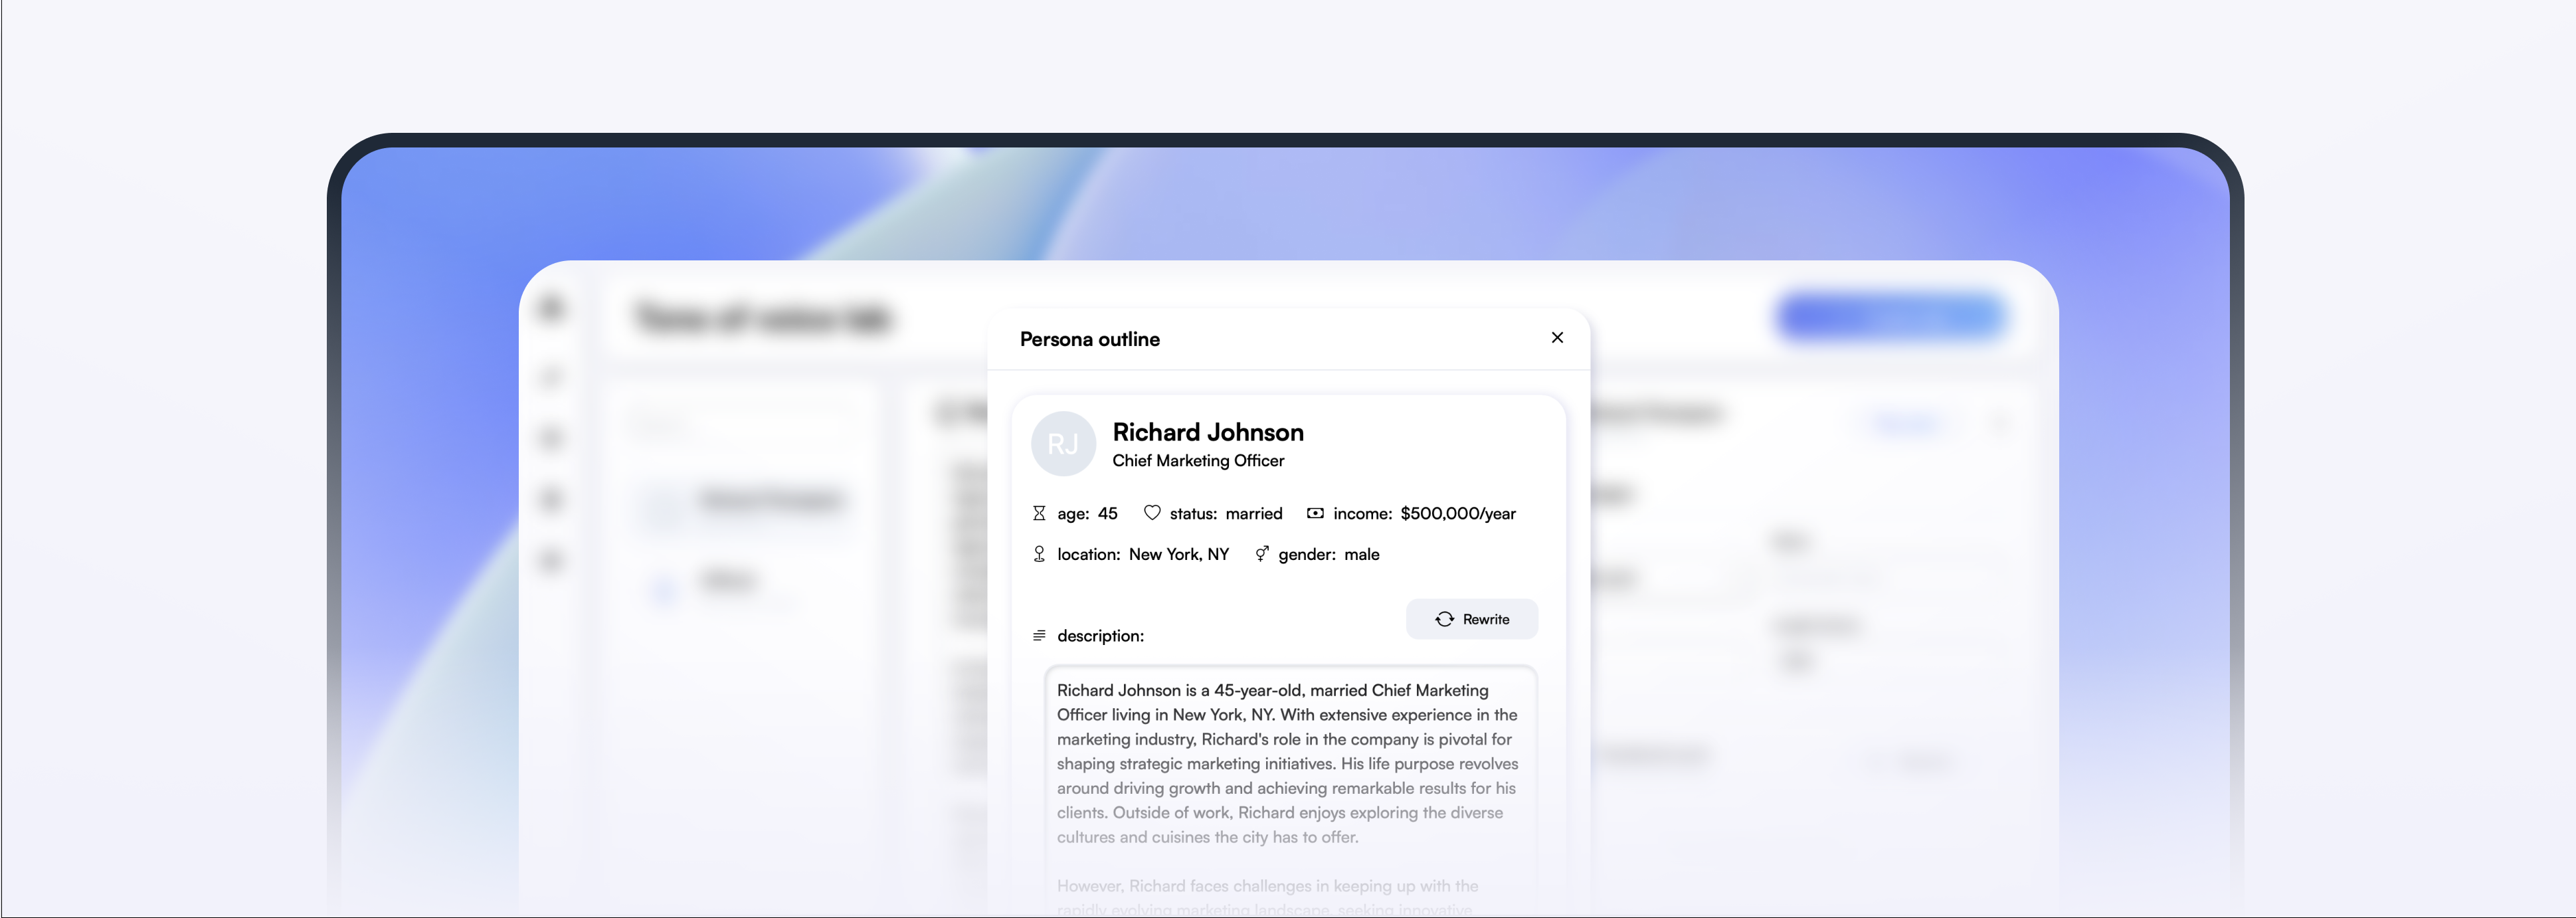 Tone of voice lab
Persona outline
RJ
Richard Johnson
Chief Marketing Officer
age: 45 status: married income: $500,000/year
location: New York, NY gender: male
Rewrite
description:
Richard Johnson is a 45-year-old, married Chief Marketing
Officer living in New York, NY. With extensive experience in the
marketing industry, Richard's role in the company is pivotal for
shaping strategic marketing initiatives. His life purpose revolves
around driving growth and achieving remarkable results for his
clients. Outside of work, Richard enjoys exploring the diverse
cultures and cuisines the city has to offer.
However, Richard faces challenges in keeping up with the
rapidly evolving marketing landscape, seeking innovative